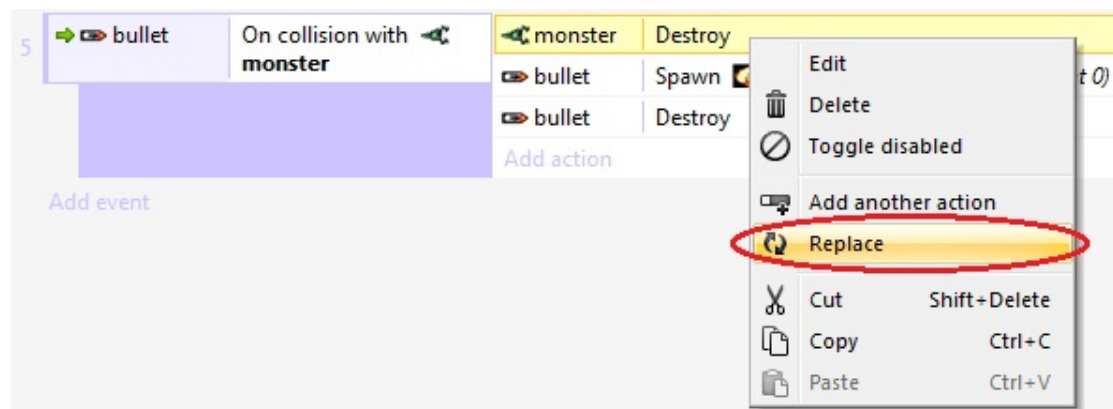 5
bullet On collision with monster
monster Destroy
bullet Spawn t 0)
bullet Destroy
Add action
Add event
Edit
Delete
Toggle disabled
Add another action
Replace
Cut Shift+Delete
Copy Ctrl+C
Paste Ctrl+V